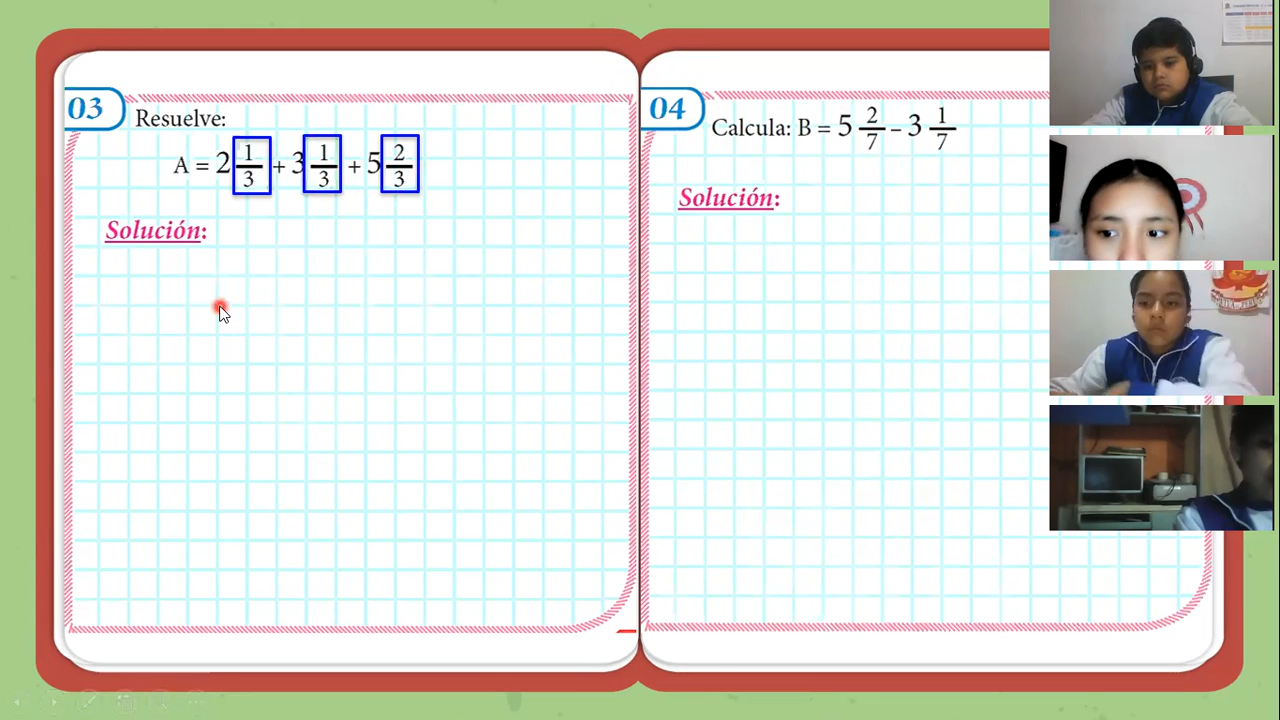 03
Resuelve:
A = 2 1/3 + 3 1/3 + 5 2/3
Solución:
04
Calcula: B = 5 2/7 – 3 1/7
Solución: